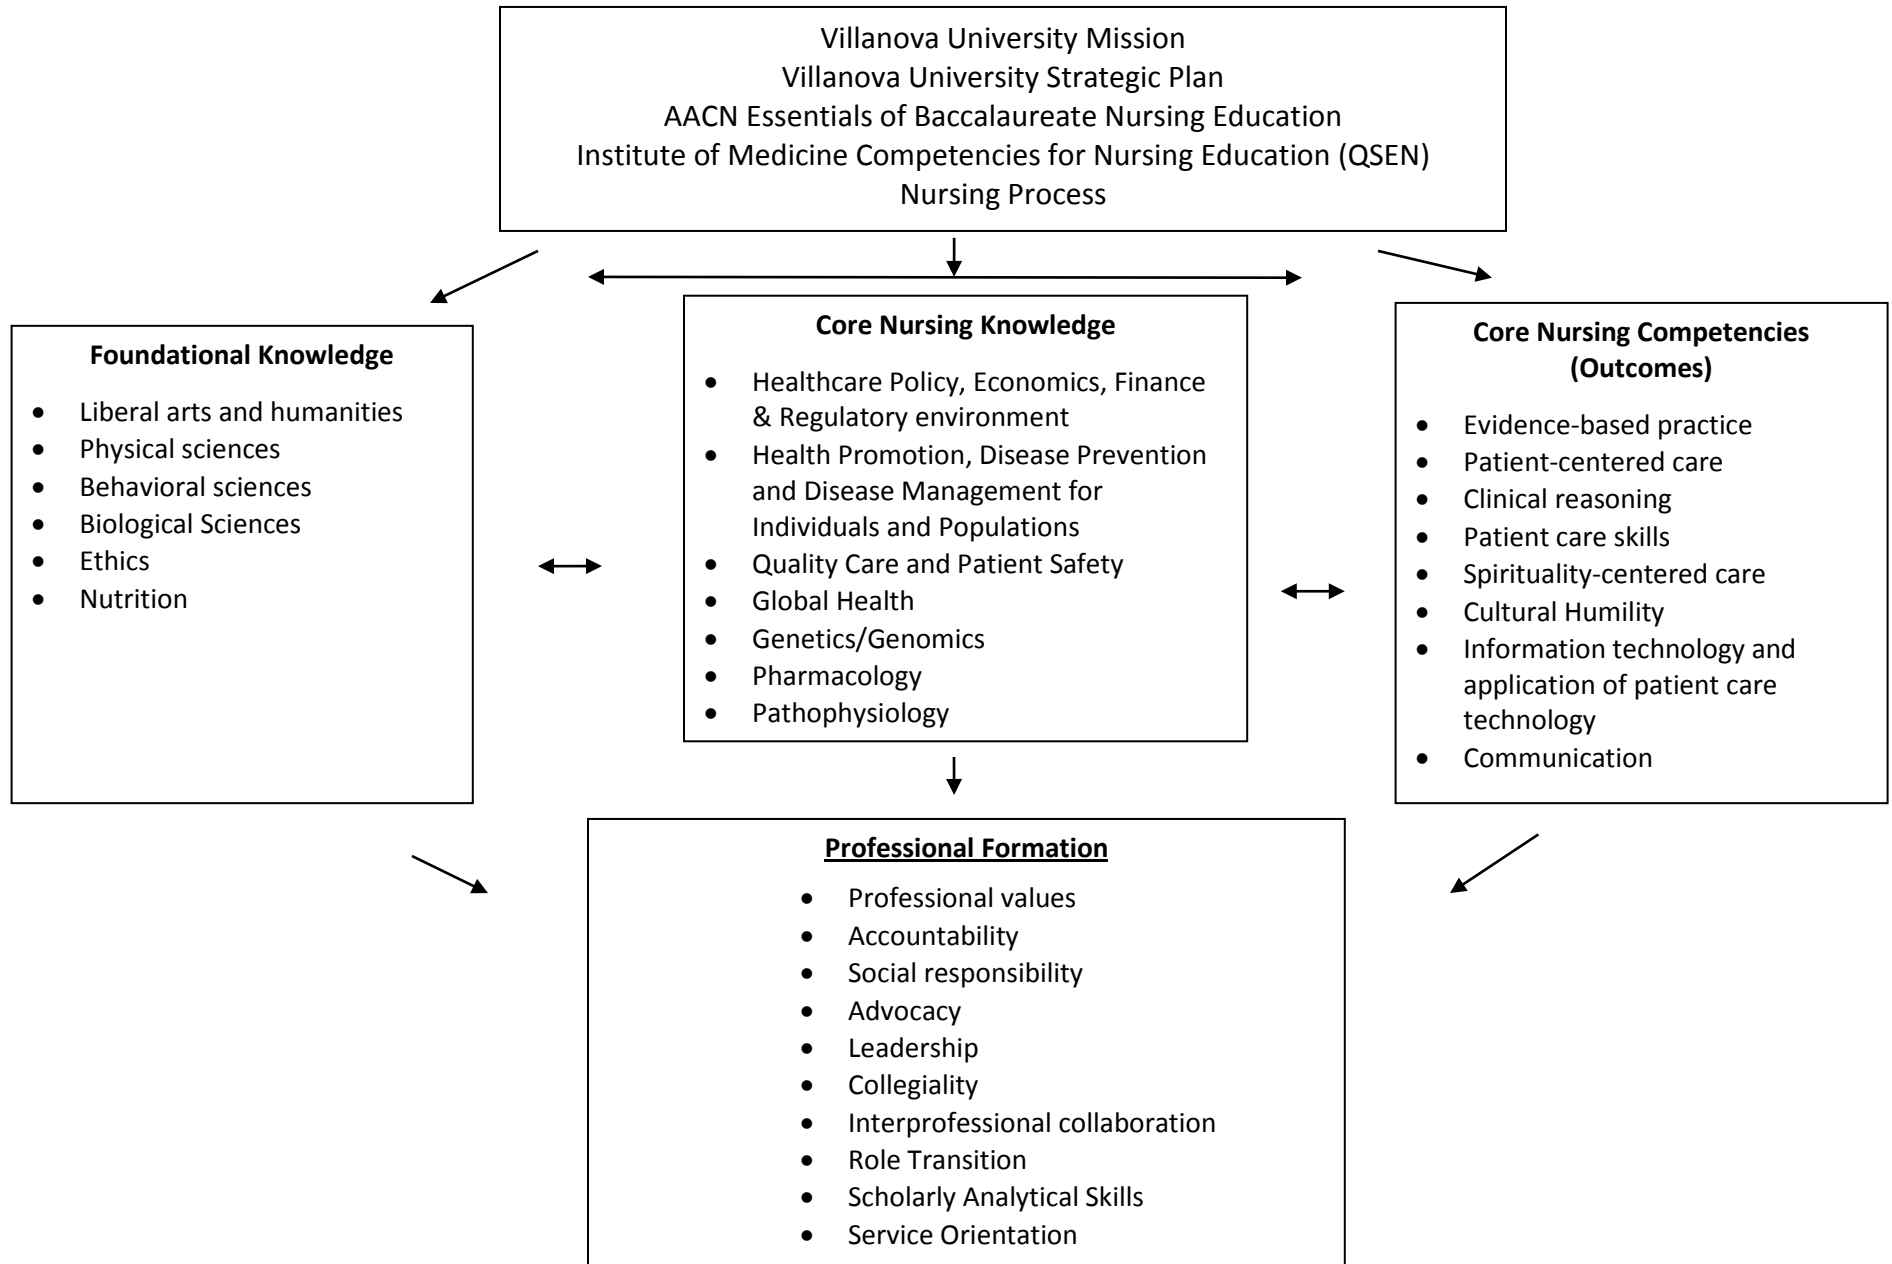 Villanova University Mission
Villanova University Strategic Plan
AACN Essentials of Baccalaureate Nursing Education
Institute of Medicine Competencies for Nursing Education (QSEN)
Nursing Process
Foundational Knowledge
• Liberal arts and humanities
• Physical sciences
• Behavioral sciences
• Biological Sciences
• Ethics
• Nutrition
Core Nursing Knowledge
• Healthcare Policy, Economics, Finance
& Regulatory environment
• Health Promotion, Disease Prevention
and Disease Management for
Individuals and Populations
• Quality Care and Patient Safety
• Global Health
• Genetics/Genomics
• Pharmacology
• Pathophysiology
Core Nursing Competencies
(Outcomes)
• Evidence-based practice
• Patient-centered care
• Clinical reasoning
• Patient care skills
• Spirituality-centered care
• Cultural Humility
• Information technology and
application of patient care
technology
• Communication
Professional Formation
• Professional values
• Accountability
• Social responsibility
• Advocacy
• Leadership
• Collegiality
• Interprofessional collaboration
• Role Transition
• Scholarly Analytical Skills
• Service Orientation